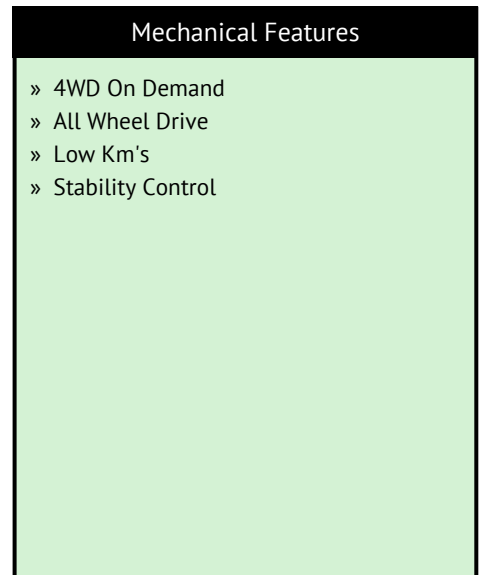 Mechanical Features
» 4WD On Demand
» All Wheel Drive
» Low Km's
» Stability Control